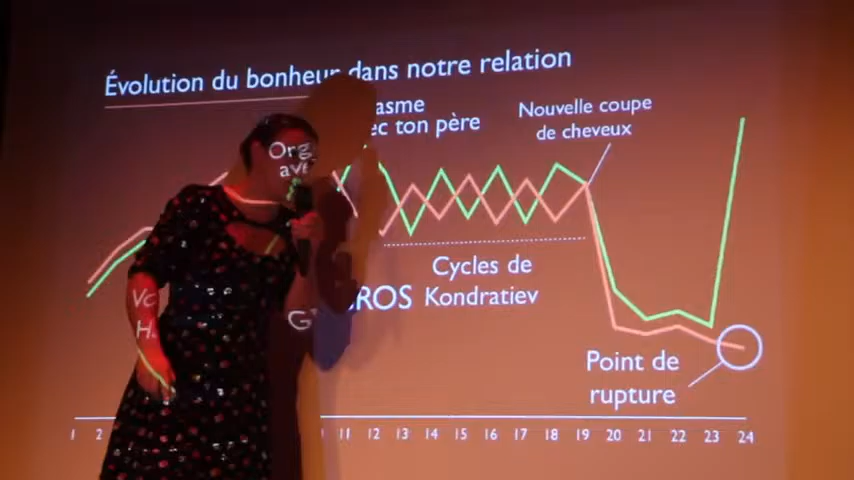 Évolution du bonheur dans notre relation
Org asme
ave ec ton père
Nouvelle coupe
de cheveux
Cycles de
ROS Kondratiev
H.
G
Point de
rupture
1 2 11 12 13 14 15 16 17 18 19 20 21 22 23 24